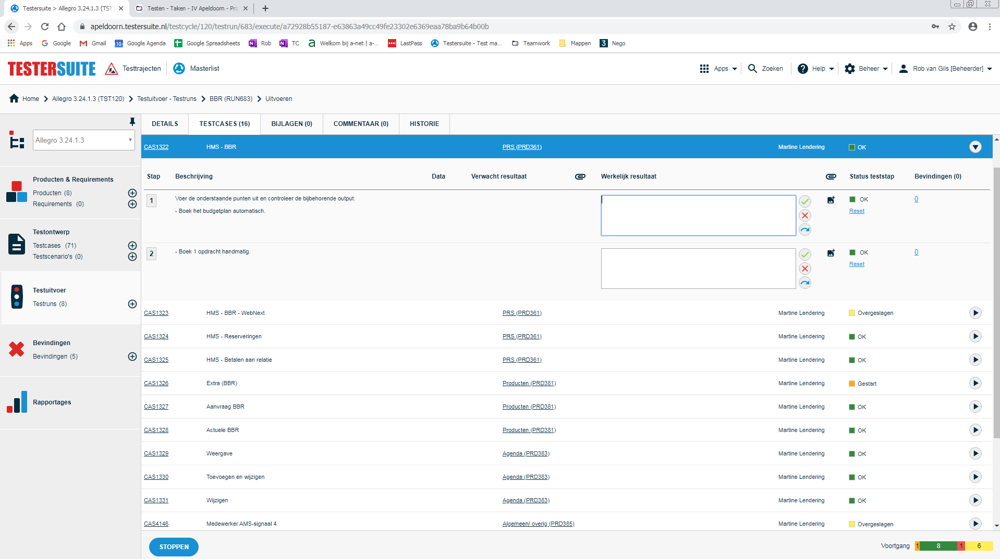 Testersuite > Allegro 3.24.1.3 (TST
Testen - Taken - IV Apeldoorn - Pro
apeldoorn.testersuite.nl/testcycle/120/testrun/683/execute/a72928b55187-e63863a49cc49fe23302e6369eaa78ba9b64b00b
Apps Google Gmail Google Agenda Google Spreadsheets Rob TC Welkom bij a-net | a-... LastPass Testersuite - Test ma... Teamwork Mappen Nego
TESTERSUITE Testtrajecten Masterlist Apps Zoeken Help Beheer Rob van Gils [Beheerder]
Home Allegro 3.24.1.3 (TST120) Testuitvoer - Testruns BBR (RUN683) Uitvoeren
Allegro 3.24.1.3
Producten & Requirements
Producten (8)
Requirements (0)
Testontwerp
Testcases (71)
Testscenario's (0)
Testuitvoer
Testruns (8)
Bevindingen
Bevindingen (5)
Rapportages
DETAILS TESTCASES (16) BIJLAGEN (0) COMMENTAAR (0) HISTORIE
CAS1322 HMS - BBR PRS (PRD361) Martine Lendering OK
Stap Beschrijving Data Verwacht resultaat Werkelijk resultaat Status teststap Bevindingen (0)
1 Voer de onderstaande punten uit en controleer de bijbehorende output: OK 0
- Boek het budgetplan automatisch. Reset
2 - Boek 1 opdracht handmatig. OK 0
Reset
CAS1323 HMS - BBR - WebNext PRS (PRD361) Martine Lendering Overgeslagen
CAS1324 HMS - Reserveringen PRS (PRD361) Martine Lendering OK
CAS1325 HMS - Betalen aan relatie PRS (PRD361) Martine Lendering OK
CAS1326 Extra (BBR) Producten (PRD381) Martine Lendering Gestart
CAS1327 Aanvraag BBR Producten (PRD381) Martine Lendering OK
CAS1328 Actuele BBR Producten (PRD381) Martine Lendering OK
CAS1329 Weergave Agenda (PRD383) Martine Lendering OK
CAS1330 Toevoegen en wijzigen Agenda (PRD383) Martine Lendering OK
CAS1331 Wijzigen Agenda (PRD383) Martine Lendering OK
CAS4146 Medewerker AMS-signaal 4 Algemeen/ overig (PRD385) Martine Lendering Overgeslagen
STOPPEN Voortgang 1 8 1 6